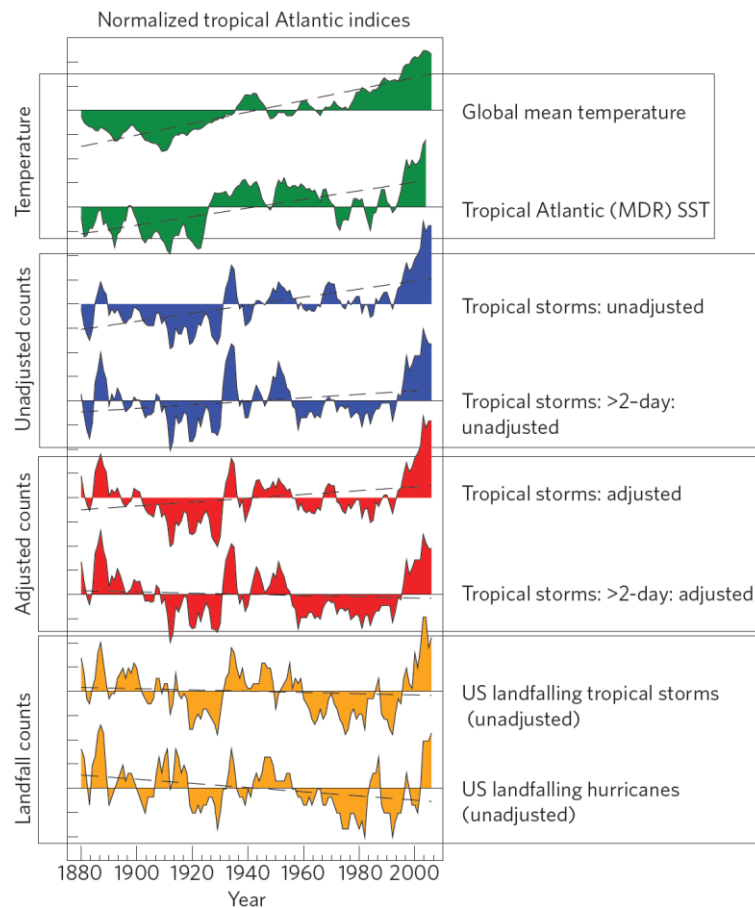 Normalized tropical Atlantic indices
Temperature
Global mean temperature
Tropical Atlantic (MDR) SST
Unadjusted counts
Tropical storms: unadjusted
Tropical storms: >2–day:
unadjusted
Adjusted counts
Tropical storms: adjusted
Tropical storms: >2-day: adjusted
Landfall counts
US landfalling tropical storms
(unadjusted)
US landfalling hurricanes
(unadjusted)
1880 1900 1920 1940 1960 1980 2000
Year